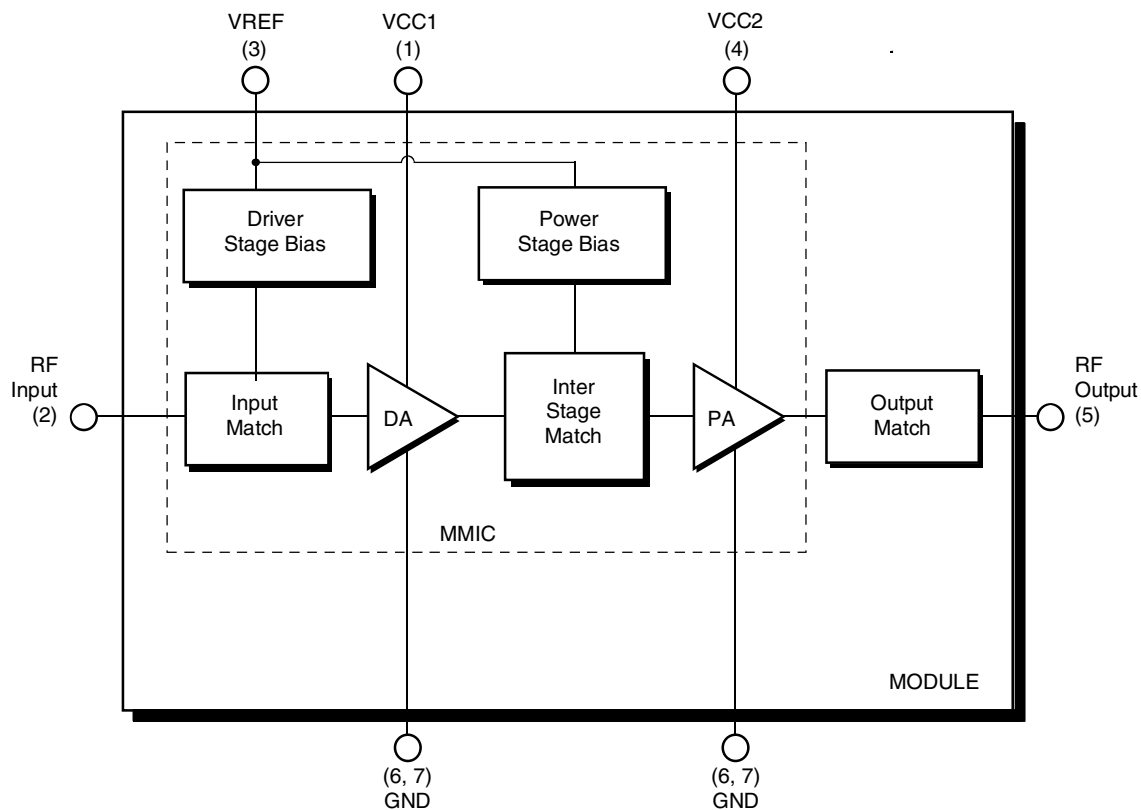 VREF
(3)
VCC1
(1)
VCC2
(4)
Driver
Stage Bias
Power
Stage Bias
RF
Input
(2)
Input
Match
DA
Inter
Stage
Match
PA
Output
Match
RF
Output
(5)
MMIC
MODULE
(6, 7)
GND
(6, 7)
GND